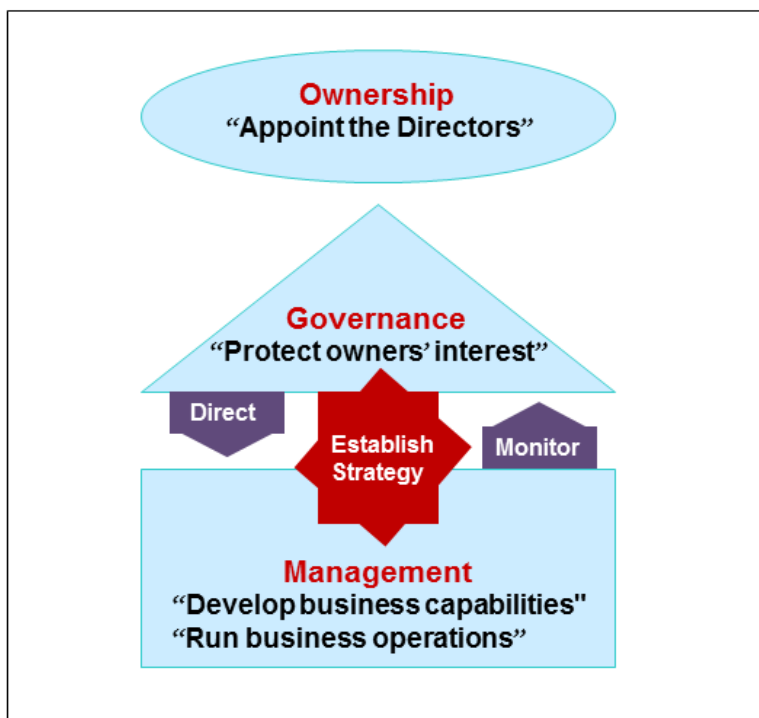 Ownership
“Appoint the Directors”
Governance
“Protect owners’ interest”
Direct
Establish
Strategy
Monitor
Management
“Develop business capabilities"
“Run business operations”